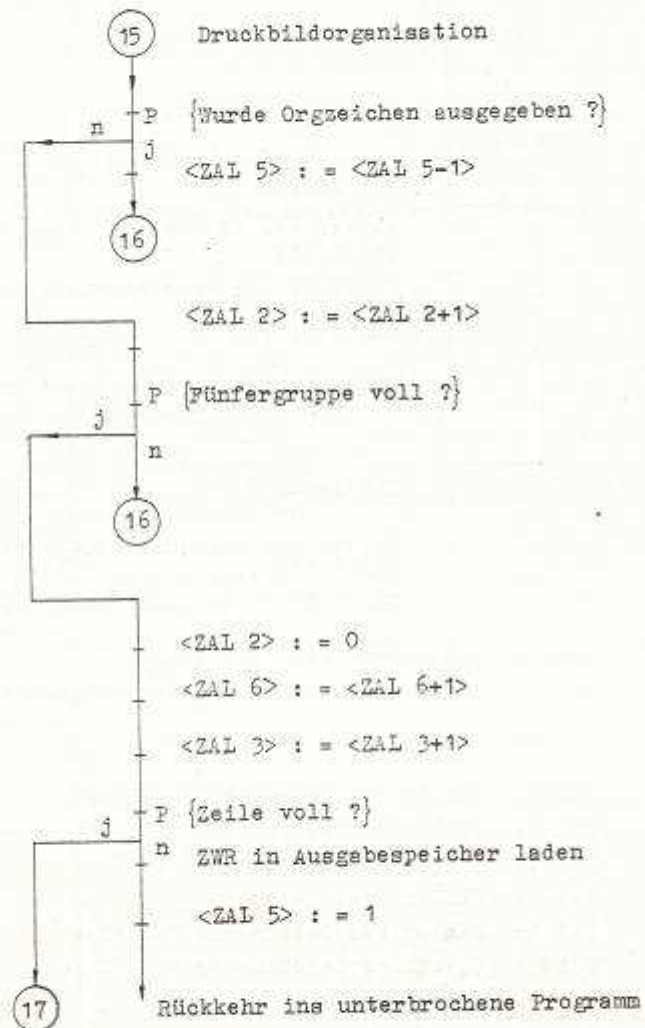 15 Druckbildorganisation
P {Wurde Orgzeichen ausgegeben ?}
n
j
<ZAL 5> : = <ZAL 5-1>
16
<ZAL 2> : = <ZAL 2+1>
P {Fünfergruppe voll ?}
j
n
16
<ZAL 2> : = 0
<ZAL 6> : = <ZAL 6+1>
<ZAL 3> : = <ZAL 3+1>
P {Zeile voll ?}
j
n ZWR in Ausgabespeicher laden
<ZAL 5> : = 1
17 Rückkehr ins unterbrochene Programm